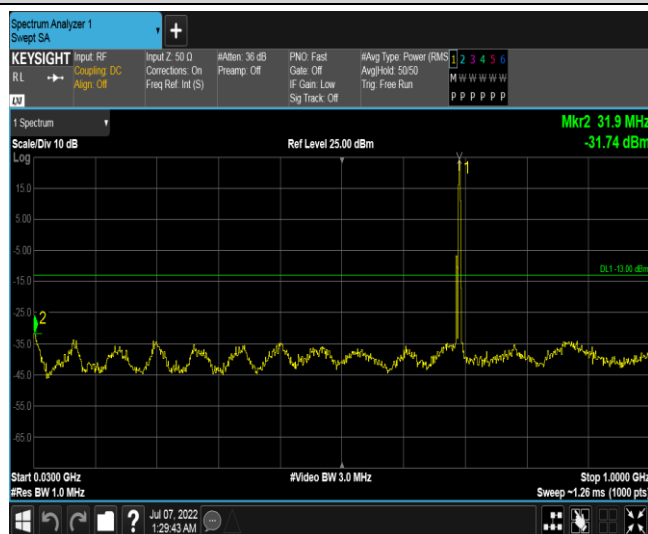 Spectrum Analyzer 1
Swept SA
+
KEYSIGHT
RL
LXI
Input: RF
Coupling: DC
Align: Off
Input Z: 50 Ω
Corrections: On
Freq Ref: Int (S)
#Atten: 36 dB
Preamp: Off
PNO: Fast
Gate: Off
IF Gain: Low
Sig Track: Off
#Avg Type: Power (RMS
Avg|Hold: 50/50
Trig: Free Run
1 2 3 4 5 6
M W W W W W
P P P P P P
1 Spectrum
Mkr2 31.9 MHz
Scale/Div 10 dB
Ref Level 25.00 dBm
-31.74 dBm
Log
1
15.0
5.00
-5.00
DL1 -13.00 dBm
-15.0
-25.0
2
-35.0
-45.0
-55.0
-65.0
Start 0.0300 GHz
#Video BW 3.0 MHz
Stop 1.0000 GHz
#Res BW 1.0 MHz
Sweep ~1.26 ms (1000 pts)
?
Jul 07, 2022
1:29:43 AM